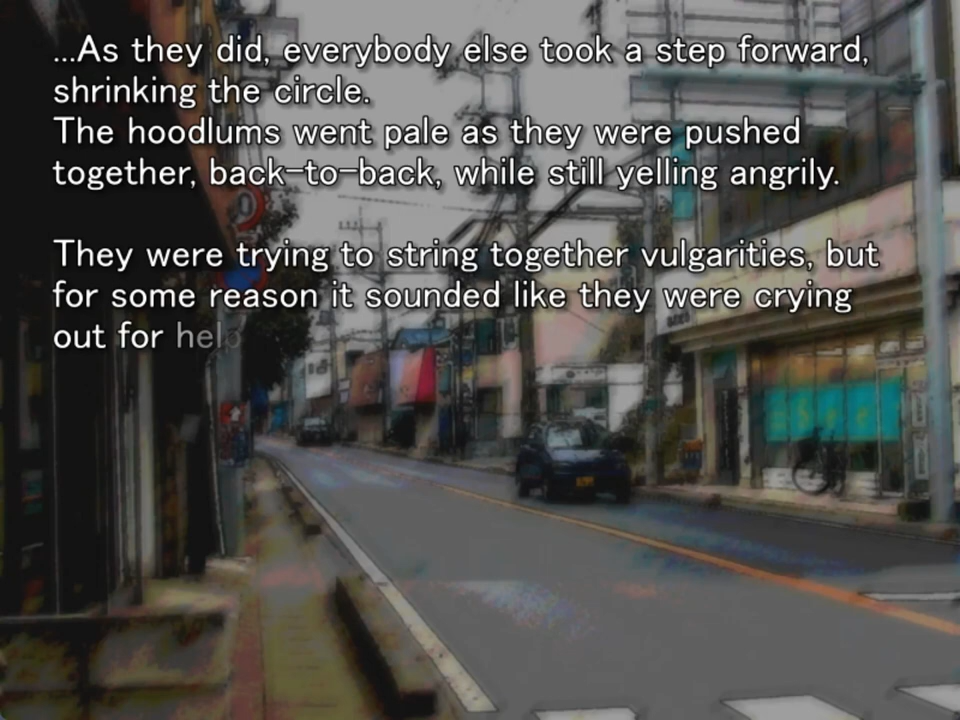 ...As they did, everybody else took a step forward,
shrinking the circle.
The hoodlums went pale as they were pushed
together, back-to-back, while still yelling angrily.
They were trying to string together vulgarities, but
for some reason it sounded like they were crying
out for help